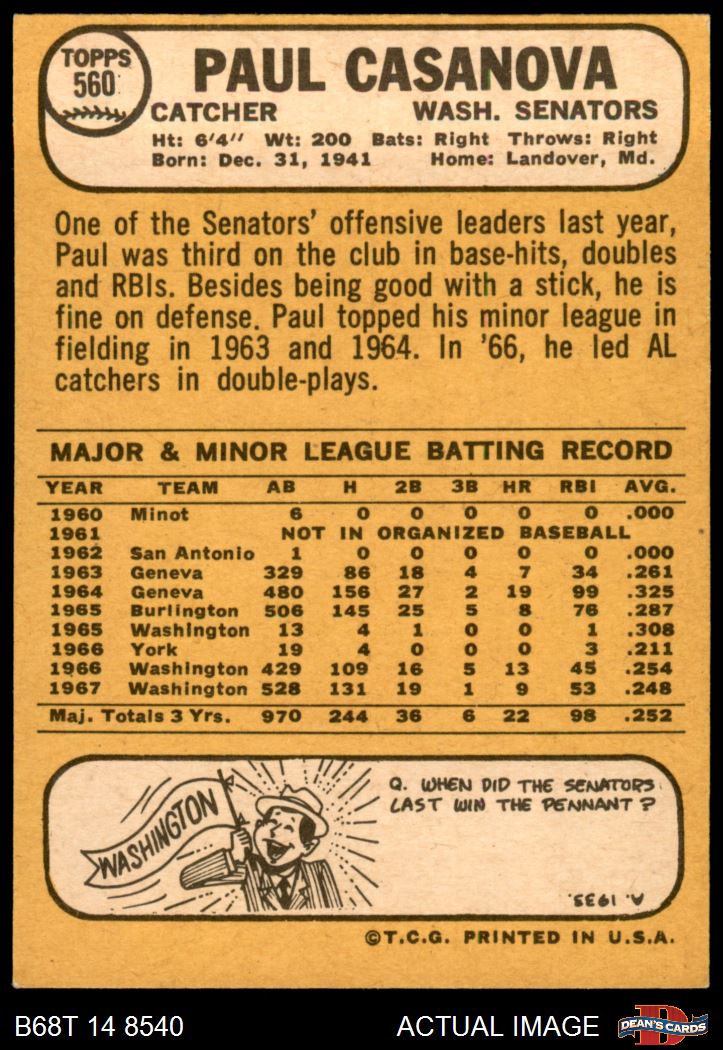 TOPPS
560
PAUL CASANOVA
CATCHER WASH. SENATORS
Ht: 6'4" Wt: 200 Bats: Right Throws: Right
Born: Dec. 31, 1941 Home: Landover, Md.
One of the Senators' offensive leaders last year,
Paul was third on the club in base-hits, doubles
and RBIs. Besides being good with a stick, he is
fine on defense. Paul topped his minor league in
fielding in 1963 and 1964. In '66, he led AL
catchers in double-plays.
MAJOR & MINOR LEAGUE BATTING RECORD
YEAR TEAM AB H 2B 3B HR RBI AVG.
1960 Minot 6 0 0 0 0 0 .000
1961 NOT IN ORGANIZED BASEBALL
1962 San Antonio 1 0 0 0 0 0 .000
1963 Geneva 329 86 18 4 7 34 .261
1964 Geneva 480 156 27 2 19 99 .325
1965 Burlington 506 145 25 5 8 76 .287
1965 Washington 13 4 1 0 0 1 .308
1966 York 19 4 0 0 0 3 .211
1966 Washington 429 109 16 5 13 45 .254
1967 Washington 528 131 19 1 9 53 .248
Maj. Totals 3 Yrs. 970 244 36 6 22 98 .252
WASHINGTON
Q. WHEN DID THE SENATORS
LAST WIN THE PENNANT?
A. 1933.
©T.C.G. PRINTED IN U.S.A.
B68T 14 8540 ACTUAL IMAGE
D
DEAN'S CARDS